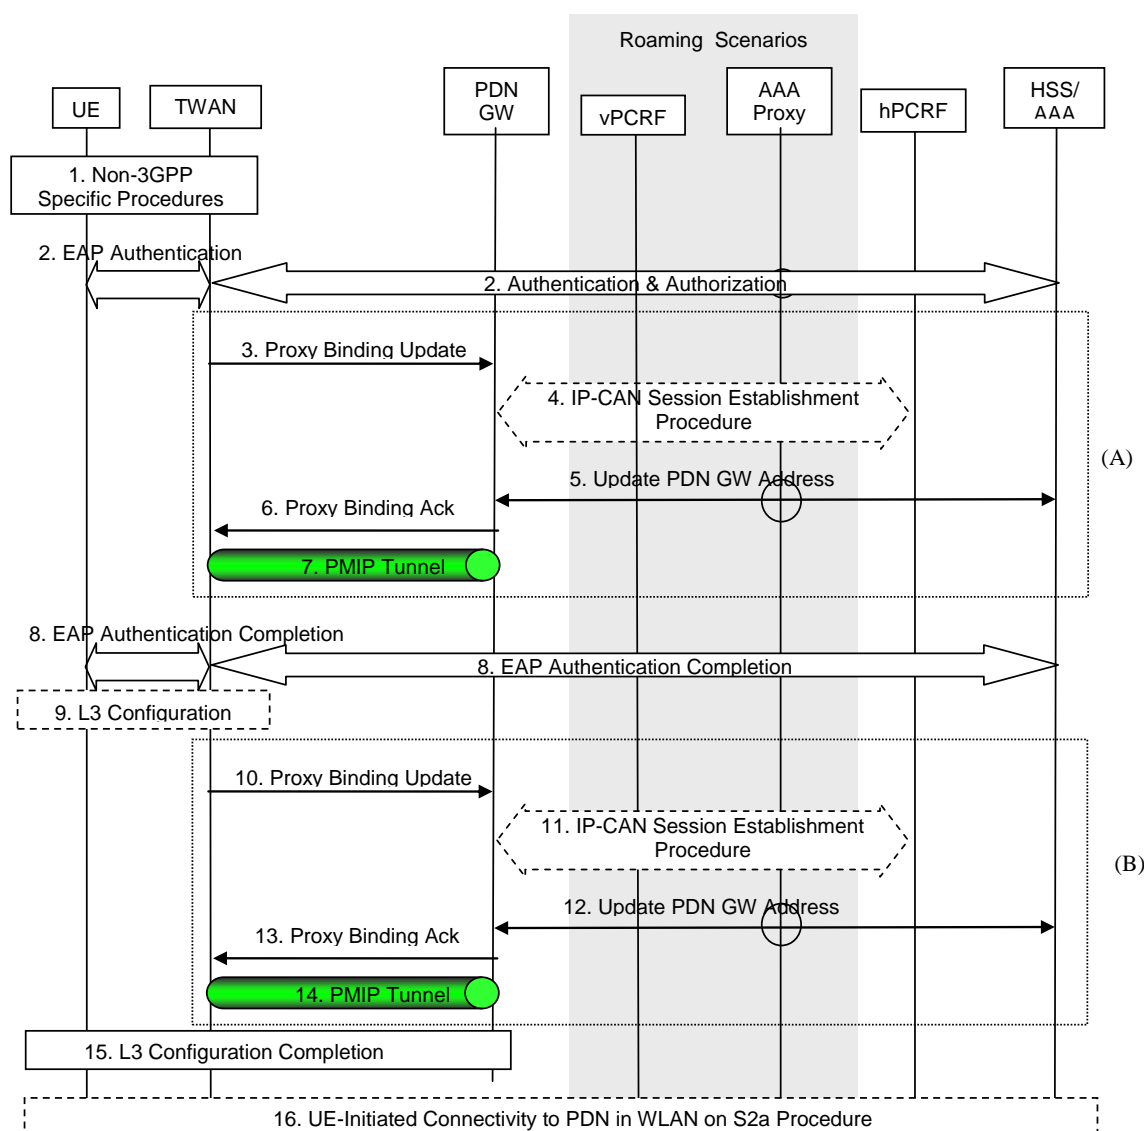 Roaming Scenarios
UE
TWAN
PDN
GW
vPCRF
AAA
Proxy
hPCRF
HSS/
AAA
1. Non-3GPP
Specific Procedures
2. EAP Authentication
2. Authentication & Authorization
3. Proxy Binding Update
4. IP-CAN Session Establishment
Procedure
(A)
5. Update PDN GW Address
6. Proxy Binding Ack
7. PMIP Tunnel
8. EAP Authentication Completion
8. EAP Authentication Completion
9. L3 Configuration
10. Proxy Binding Update
11. IP-CAN Session Establishment
Procedure
(B)
12. Update PDN GW Address
13. Proxy Binding Ack
14. PMIP Tunnel
15. L3 Configuration Completion
16. UE-Initiated Connectivity to PDN in WLAN on S2a Procedure